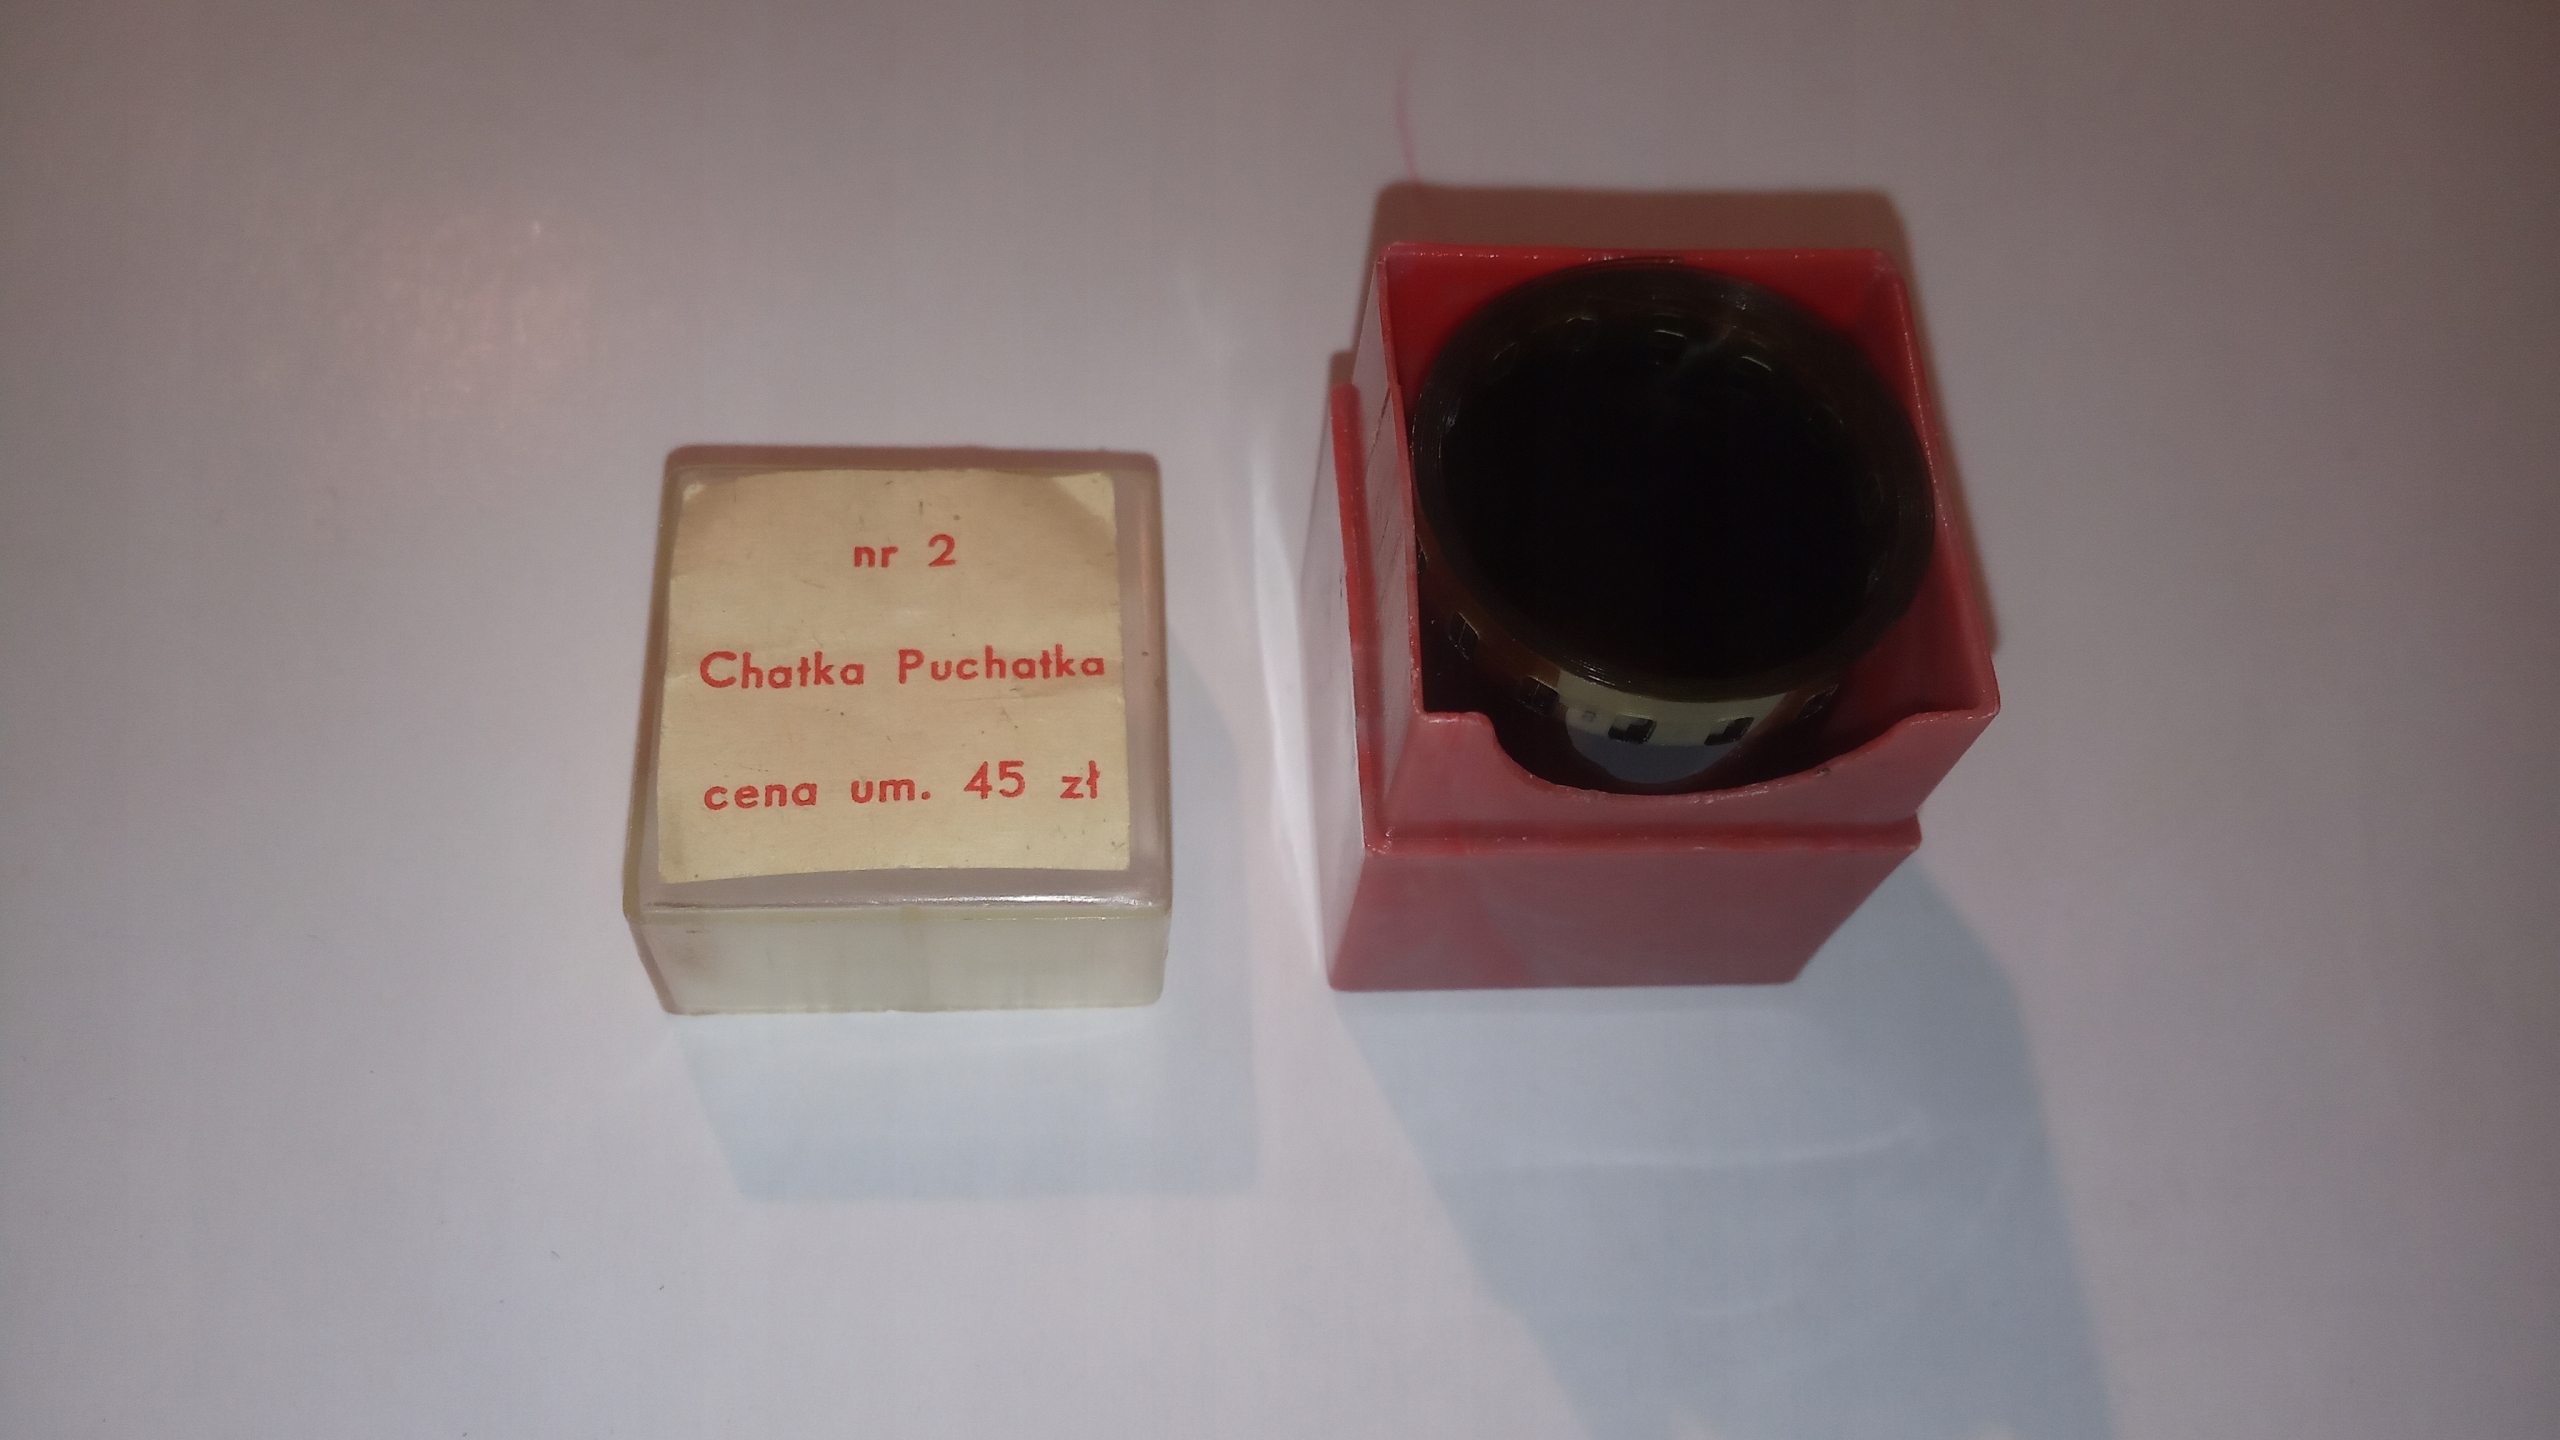 nr 2
Chatka Puchatka
cena um. 45 zł